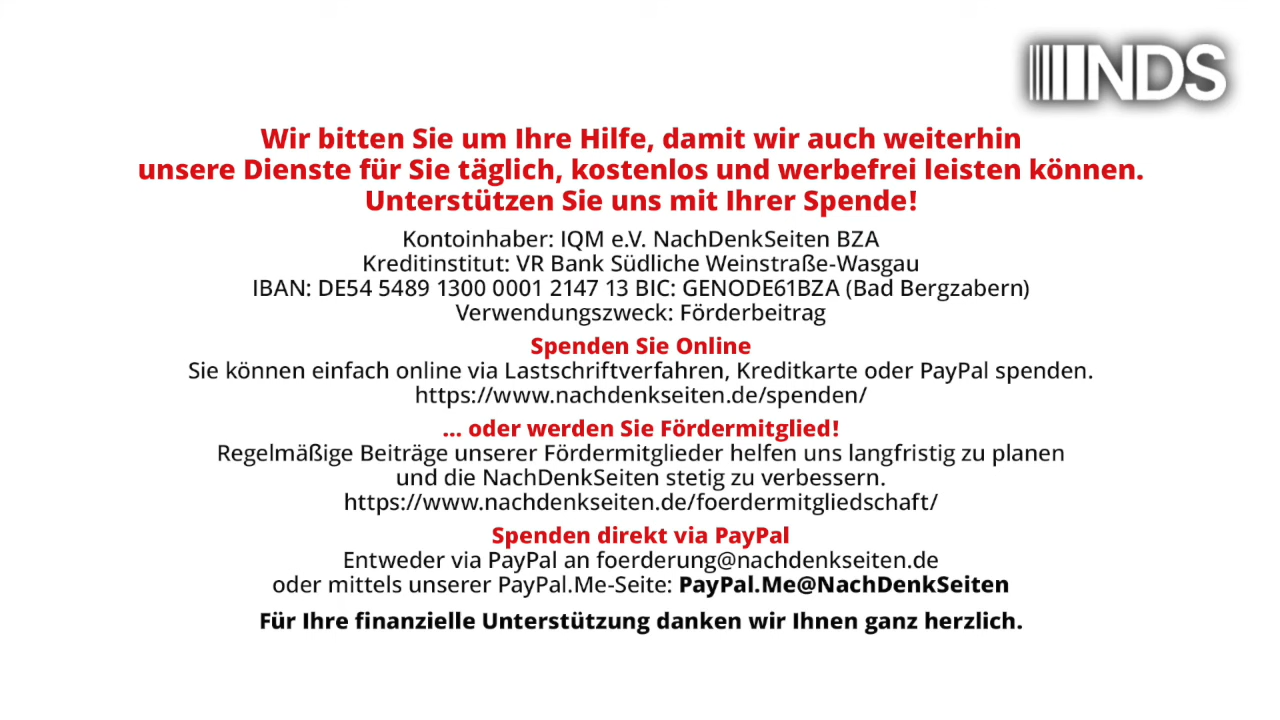 NDS
Wir bitten Sie um Ihre Hilfe, damit wir auch weiterhin
unsere Dienste für Sie täglich, kostenlos und werbefrei leisten können.
Unterstützen Sie uns mit Ihrer Spende!
Kontoinhaber: IQM e.V. NachDenkSeiten BZA
Kreditinstitut: VR Bank Südliche Weinstraße-Wasgau
IBAN: DE54 5489 1300 0001 2147 13 BIC: GENODE61BZA (Bad Bergzabern)
Verwendungszweck: Förderbeitrag
Spenden Sie Online
Sie können einfach online via Lastschriftverfahren, Kreditkarte oder PayPal spenden.
https://www.nachdenkseiten.de/spenden/
... oder werden Sie Fördermitglied!
Regelmäßige Beiträge unserer Fördermitglieder helfen uns langfristig zu planen
und die NachDenkSeiten stetig zu verbessern.
https://www.nachdenkseiten.de/foerdermitgliedschaft/
Spenden direkt via PayPal
Entweder via PayPal an foerderung@nachdenkseiten.de
oder mittels unserer PayPal.Me-Seite: PayPal.Me@NachDenkSeiten
Für Ihre finanzielle Unterstützung danken wir Ihnen ganz herzlich.